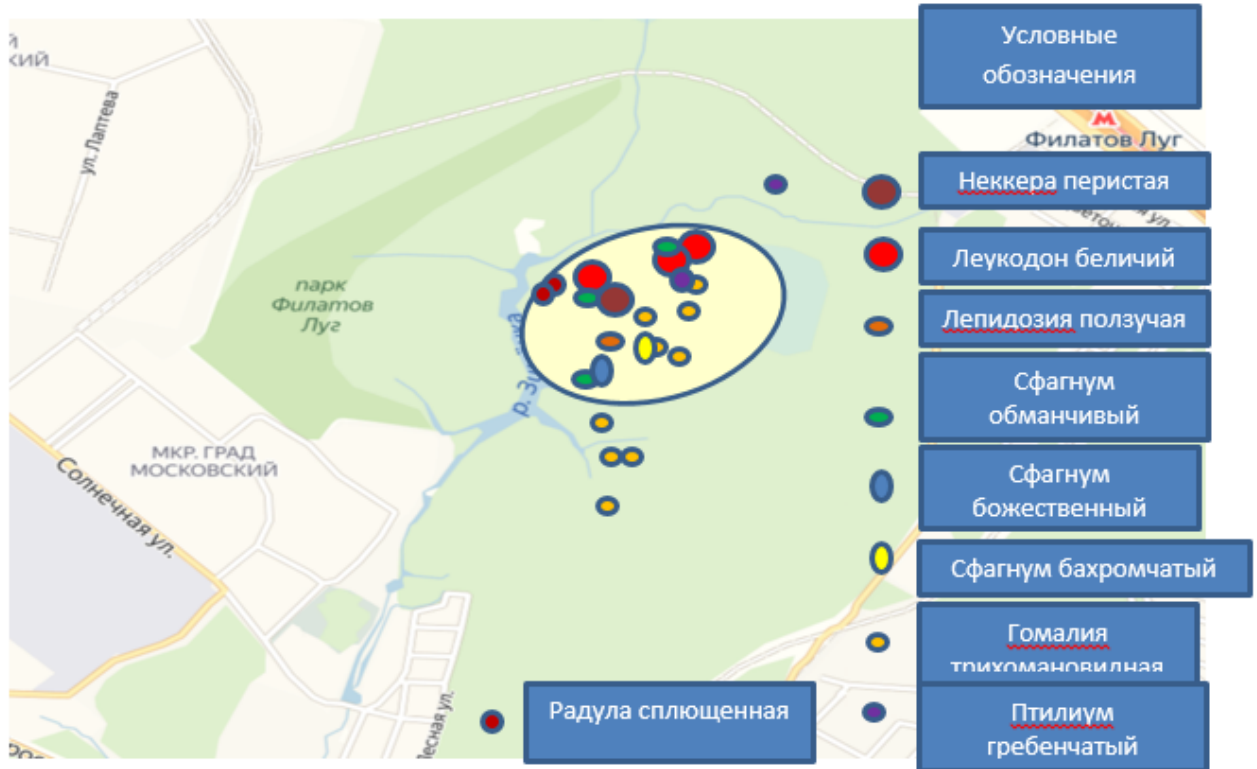 Условные
обозначения
ул. Лаптева
Филатов Луг
Неккера перистая
Леукодон беличий
парк
Филатов
Луг
Лепидозия ползучая
Сфагнум
обманчивый
МКР. ГРАД
МОСКОВСКИЙ
Солнечная ул.
Сфагнум
божественный
Сфагнум бахромчатый
Гомалия
трихомановидная
Лесная ул.
Радула сплющенная
Птилиум
гребенчатый